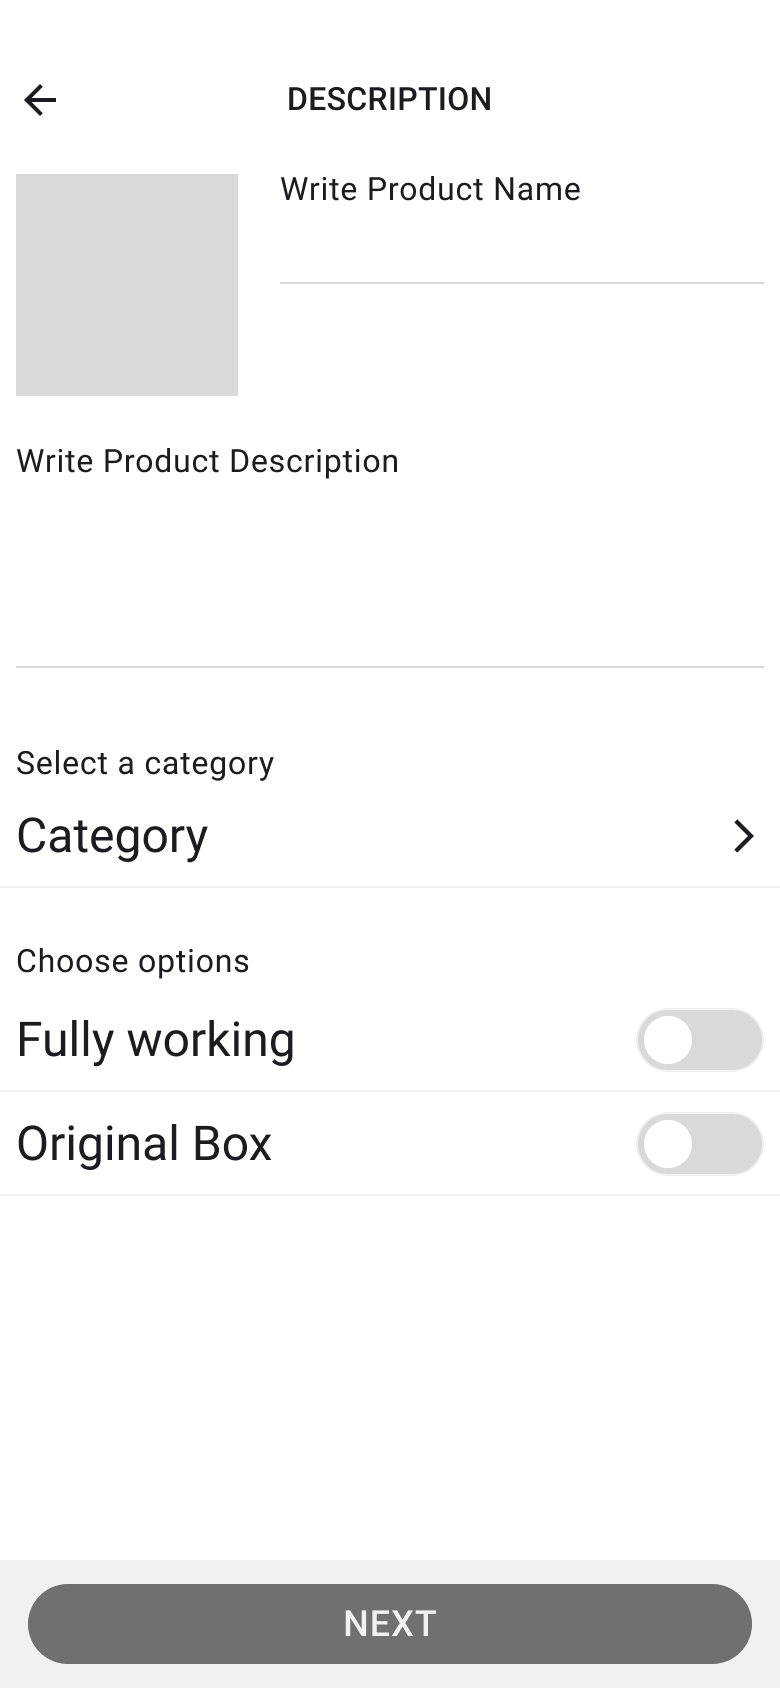 DESCRIPTION
Write Product Name
Write Product Description
Select a category
Category
Choose options
Fully working
Original Box
NEXT